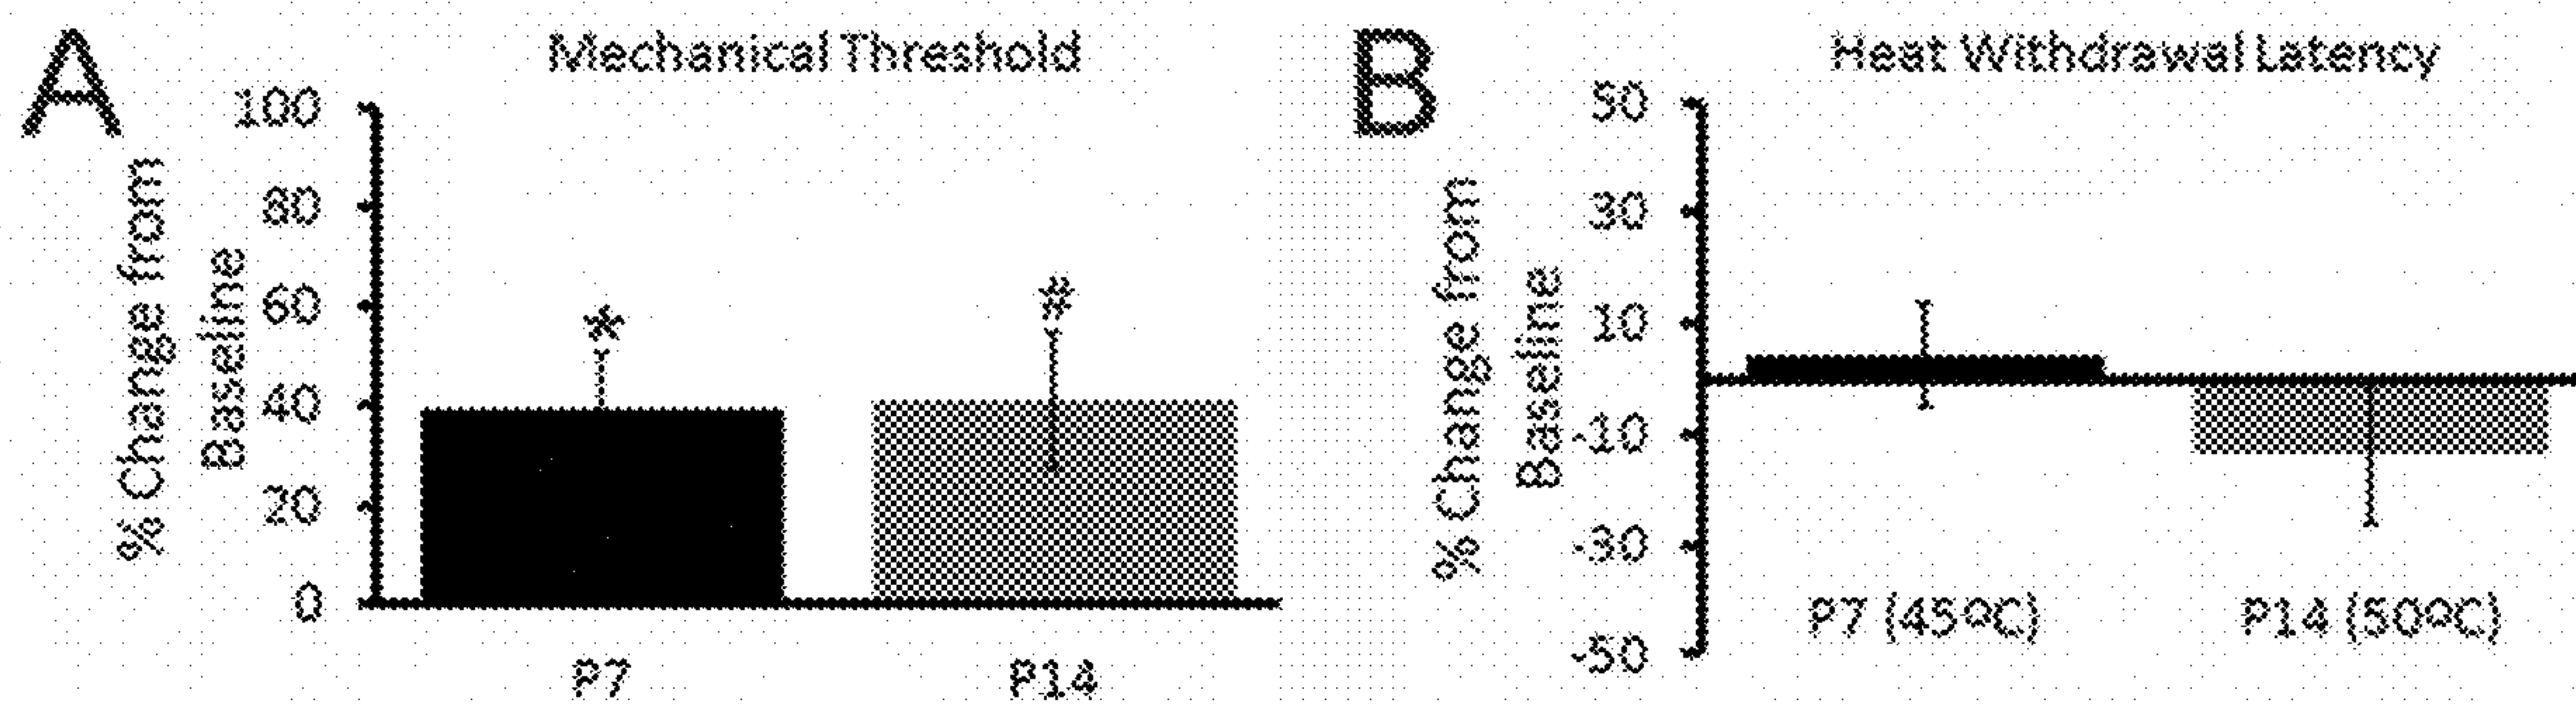 A
Mechanical Threshold
% Change from
Baseline
100
80
60
40
20
0
*
#
P7
P14
B
Heat Withdrawal Latency
% Change from
Baseline
50
30
10
-10
-30
-50
P7 (45ºC)
P14 (50ºC)